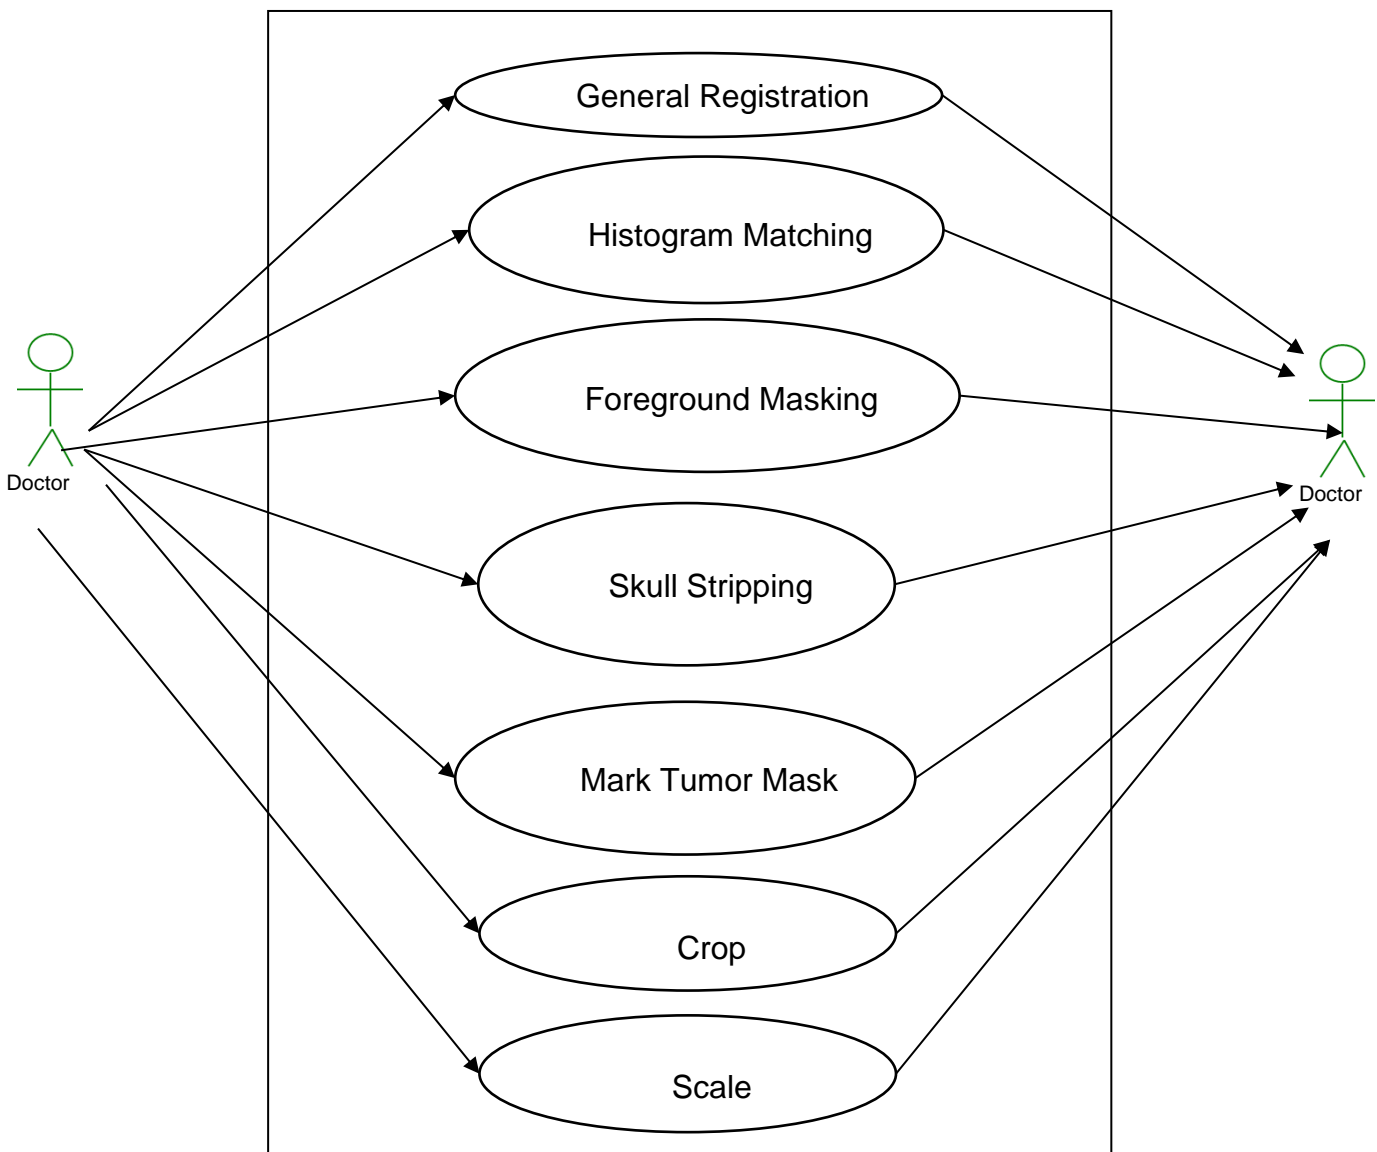 General Registration
Histogram Matching
Foreground Masking
Doctor
Doctor
Skull Stripping
Mark Tumor Mask
Crop
Scale